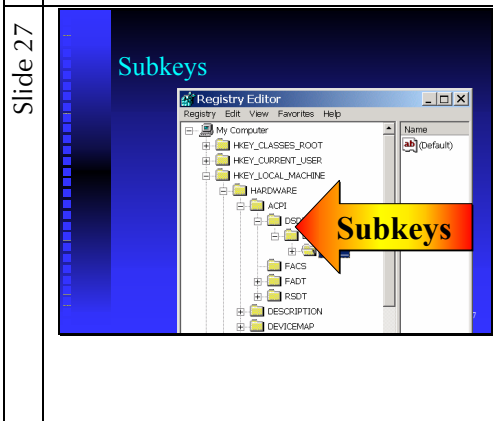 Slide 27
Subkeys
Registry Editor
Registry Edit View Favorites Help
My Computer
HKEY_CLASSES_ROOT
HKEY_CURRENT_USER
HKEY_LOCAL_MACHINE
HARDWARE
ACPI
FACS
FADT
RSDT
DESCRIPTION
DEVICEMAP
Name
ab (Default)
Subkeys
7